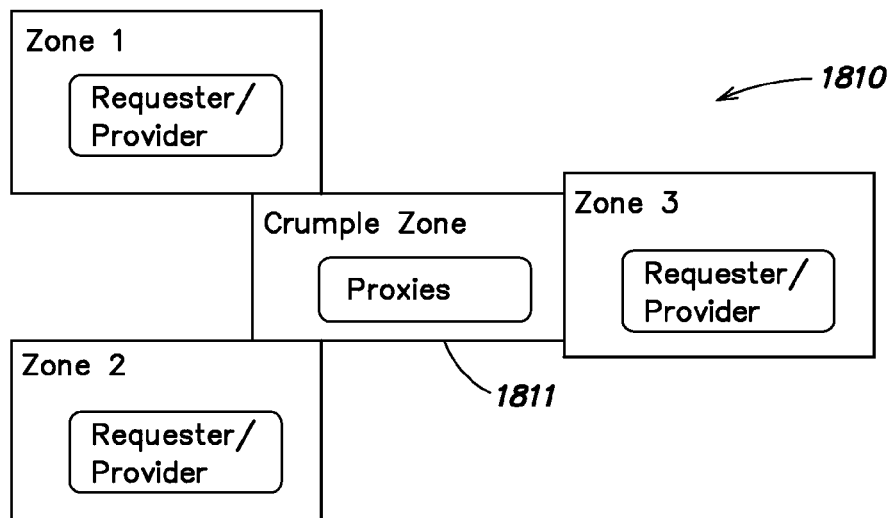 Zone 1
Requester/
Provider
1810
Crumple Zone
Proxies
Zone 3
Requester/
Provider
1811
Zone 2
Requester/
Provider